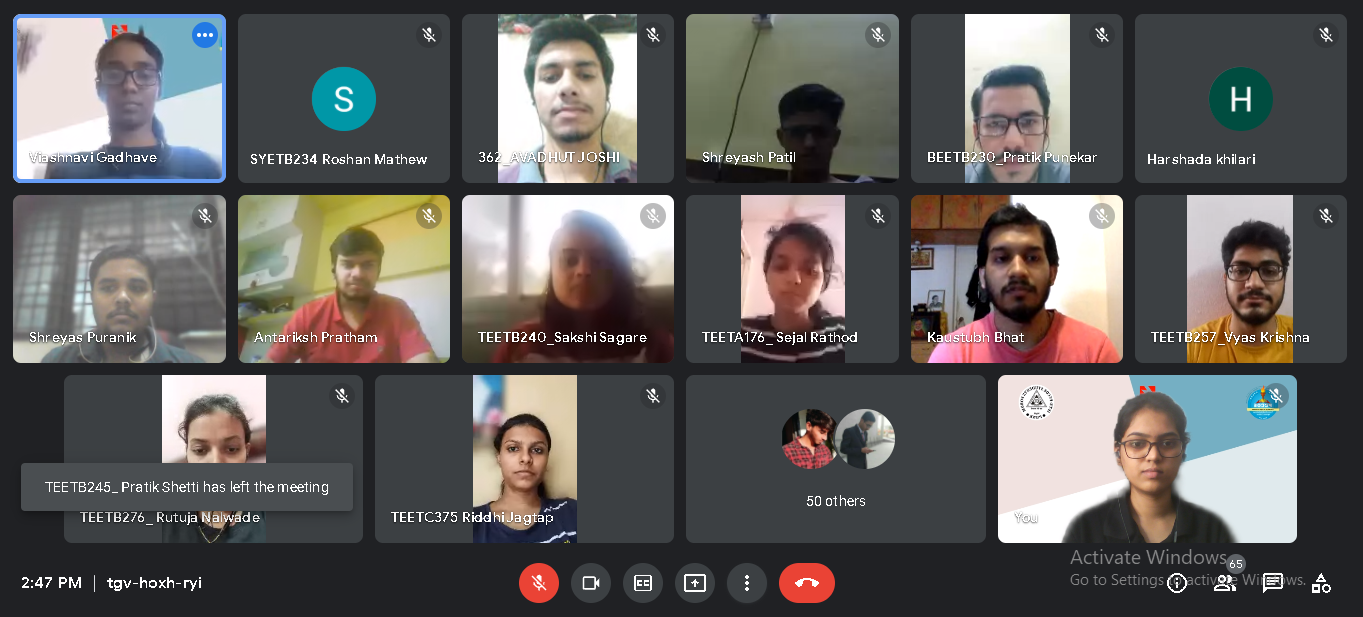 Viashnavi Gadhave
S
SYETB234 Roshan Mathew
362_AVADHUT JOSHI
Shreyash Patil
BEETB230_Pratik Punekar
H
Harshada khilari
Shreyas Puranik
Antariksh Pratham
TEETB240_Sakshi Sagare
TEETA176_ Sejal Rathod
Kaustubh Bhat
TEETB257_Vyas Krishna
TEETB245_ Pratik Shetti has left the meeting
TEETB276_ Rutuja Nalwade
TEETC375 Riddhi Jagtap
50 others
You
Activate Windows
Go to Settings to activate Windows.
65
2:47 PM | tgv-hoxh-ryi